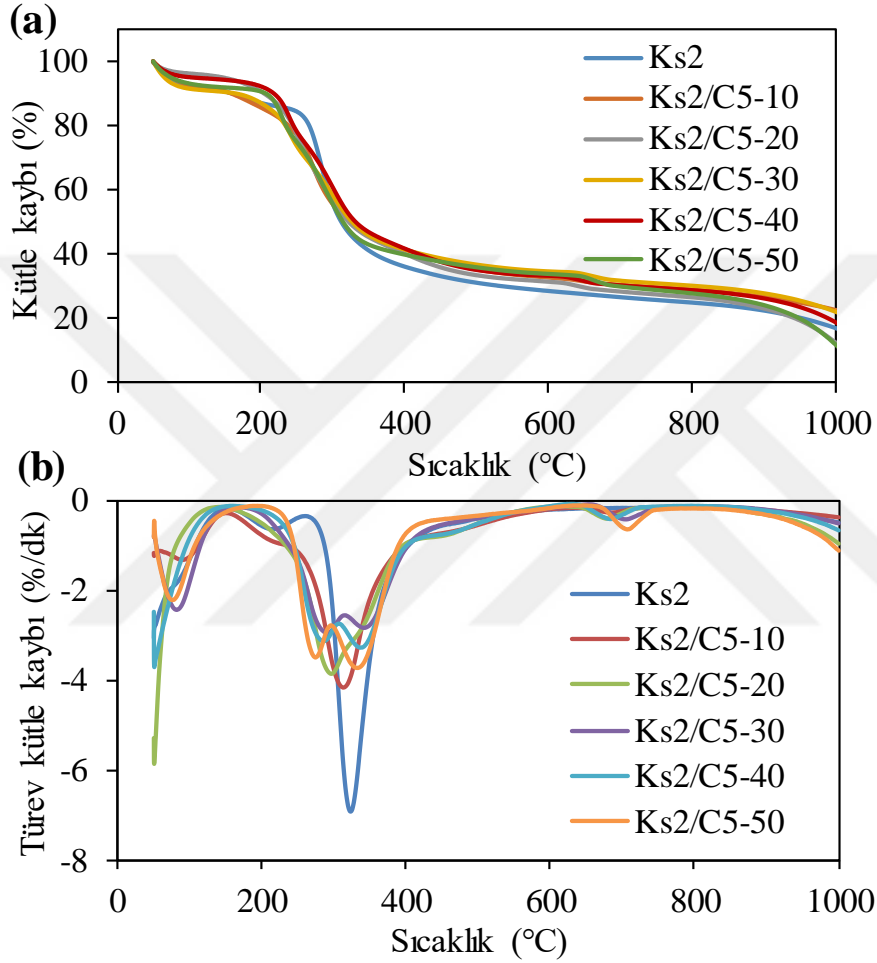 (a)
100
80
60
40
20
0
Kütle kaybı (%)
Ks2
Ks2/C5-10
Ks2/C5-20
Ks2/C5-30
Ks2/C5-40
Ks2/C5-50
0 200 400 600 800 1000
Sıcaklık (°C)
(b)
0
-2
-4
-6
-8
Türev kütle kaybı (%/dk)
Ks2
Ks2/C5-10
Ks2/C5-20
Ks2/C5-30
Ks2/C5-40
Ks2/C5-50
0 200 400 600 800 1000
Sıcaklık (°C)